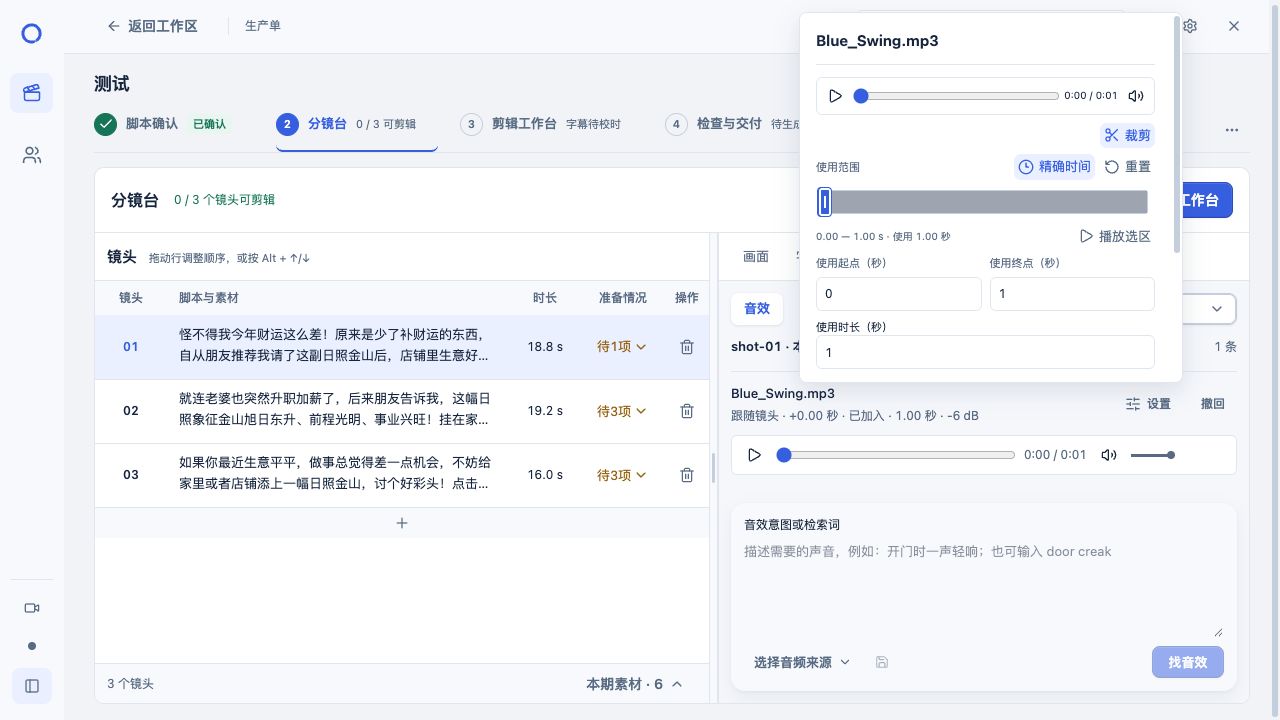 返回工作区
生产单
测试
脚本确认 已确认
2 分镜台 0 / 3 可剪辑
3 剪辑工作台 字幕待校时
4 检查与交付 待生
分镜台 0 / 3 个镜头可剪辑
工作台
镜头 拖动行调整顺序，或按 Alt + ↑/↓
镜头 脚本与素材 时长 准备情况 操作
01 怪不得我今年财运这么差！原来是少了补财运的东西，
自从朋友推荐我请了这副日照金山后，店铺里生意好...
18.8 s 待1项
02 就连老婆也突然升职加薪了，后来朋友告诉我，这幅日
照象征金山旭日东升、前程光明、事业兴旺！挂在家...
19.2 s 待3项
03 如果你最近生意平平，做事总觉得差一点机会，不妨给
家里或者店铺添上一幅日照金山，讨个好彩头！点击...
16.0 s 待3项
3 个镜头
本期素材 · 6
Blue_Swing.mp3
0:00 / 0:01
裁剪
使用范围 精确时间 重置
0.00 — 1.00 s · 使用 1.00 秒 播放选区
使用起点（秒） 使用终点（秒）
0 1
使用时长（秒）
1
画面
音效
shot-01 ·
1 条
Blue_Swing.mp3
跟随镜头 · +0.00 秒 · 已加入 · 1.00 秒 · -6 dB
设置 撤回
0:00 / 0:01
音效意图或检索词
描述需要的声音，例如：开门时一声轻响；也可输入 door creak
选择音频来源
找音效